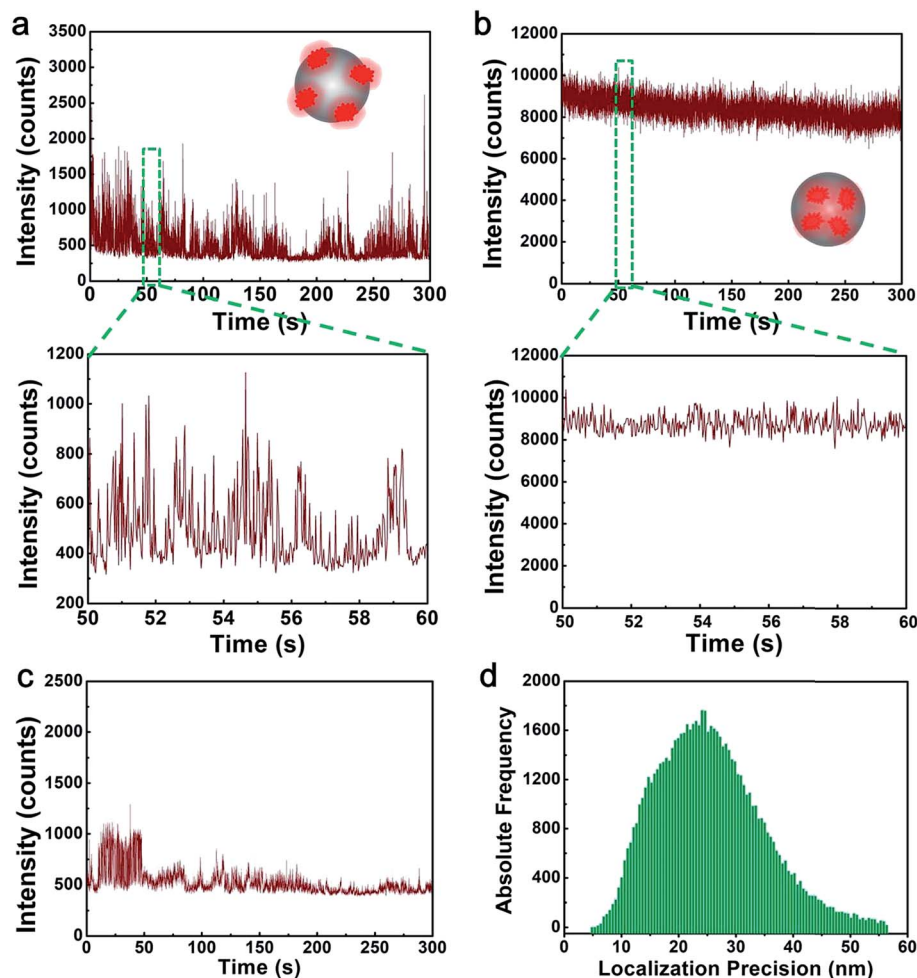 a
3500
3000
2500
2000
1500
1000
500
0
Intensity (counts)
0 50 100 150 200 250 300
Time (s)
1200
1000
800
600
400
200
Intensity (counts)
50 52 54 56 58 60
Time (s)
b
12000
10000
8000
6000
4000
2000
0
Intensity (counts)
0 50 100 150 200 250 300
Time (s)
12000
10000
8000
6000
4000
2000
0
Intensity (counts)
50 52 54 56 58 60
Time (s)
c
2500
2000
1500
1000
500
0
Intensity (counts)
0 50 100 150 200 250 300
Time (s)
d
2000
1600
1200
800
400
0
Absolute Frequency
0 10 20 30 40 50 60
Localization Precision (nm)